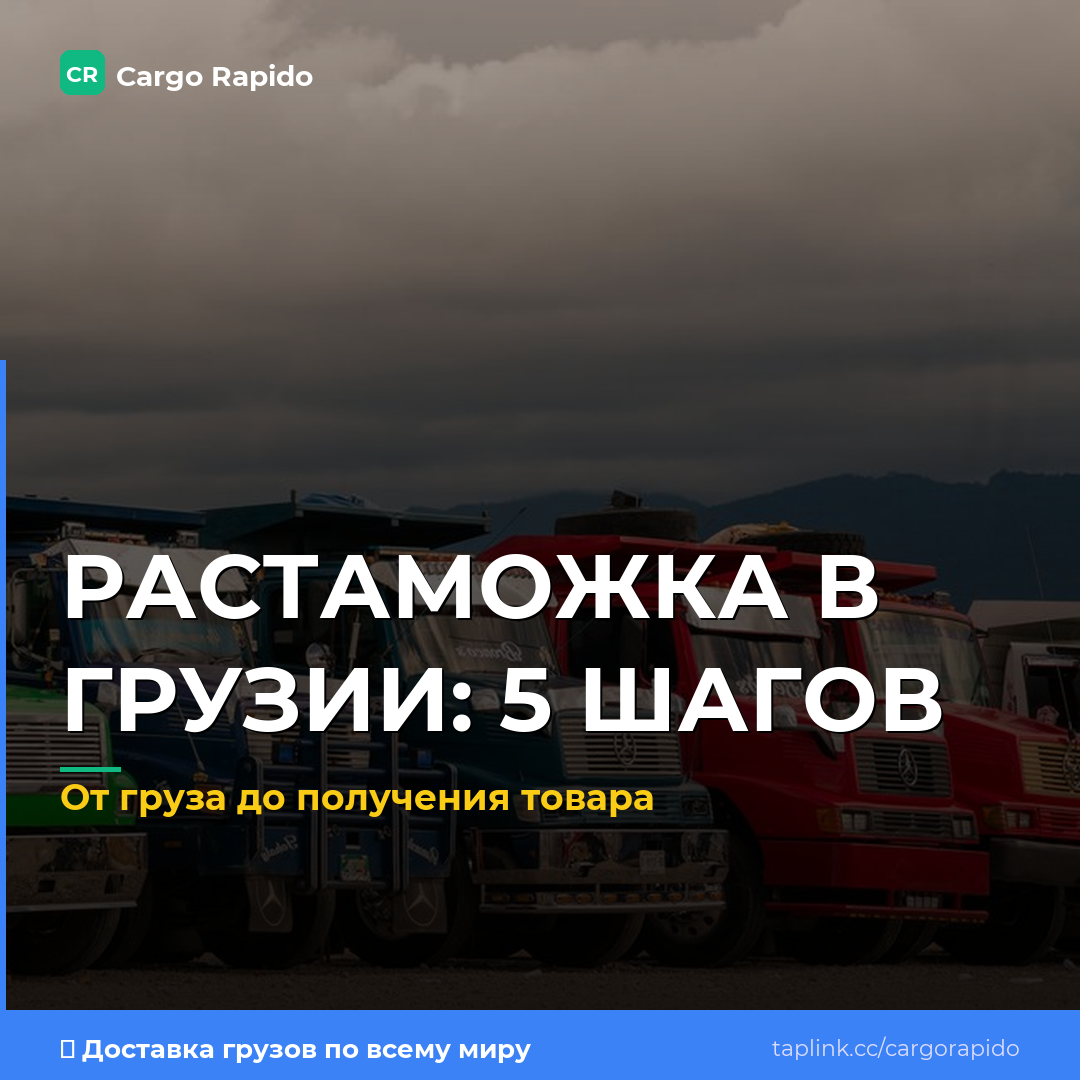 CR Cargo Rapido
РАСТАМОЖКА В
ГРУЗИИ: 5 ШАГОВ
От груза до получения товара
Доставка грузов по всему миру
taplink.cc/cargorapido